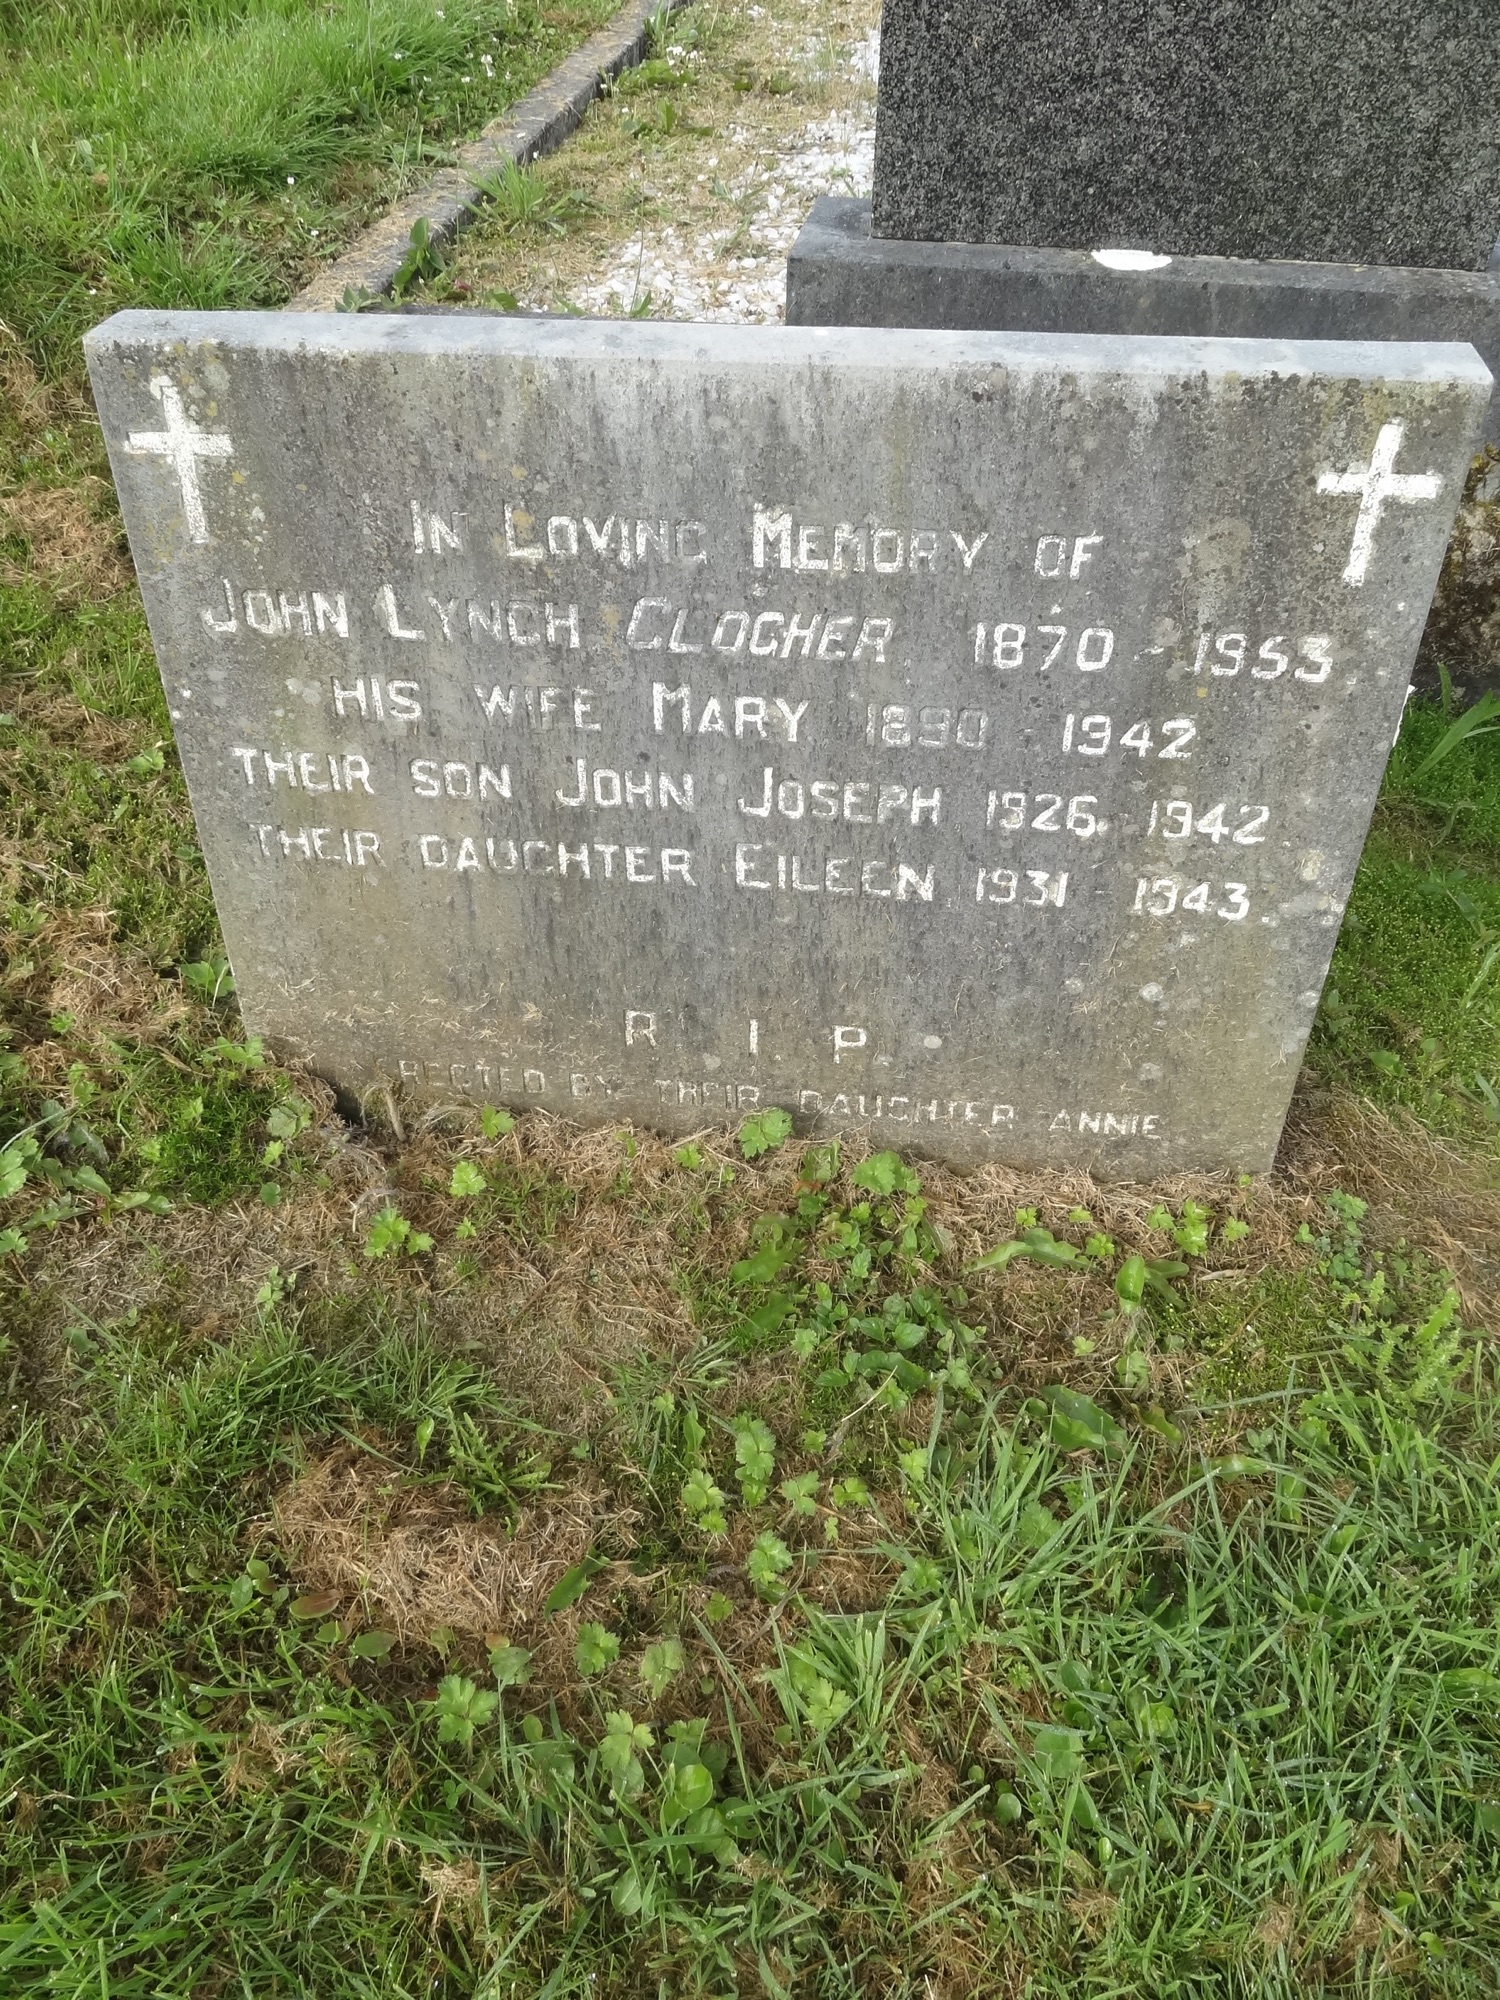 IN LOVING MEMORY OF
JOHN LYNCH CLOGHER 1870 - 1953
HIS WIFE MARY 1890 - 1942
THEIR SON JOHN JOSEPH 1926 - 1942
THEIR DAUGHTER EILEEN 1931 - 1943.
R. I. P.
ERECTED BY THEIR DAUGHTER ANNIE